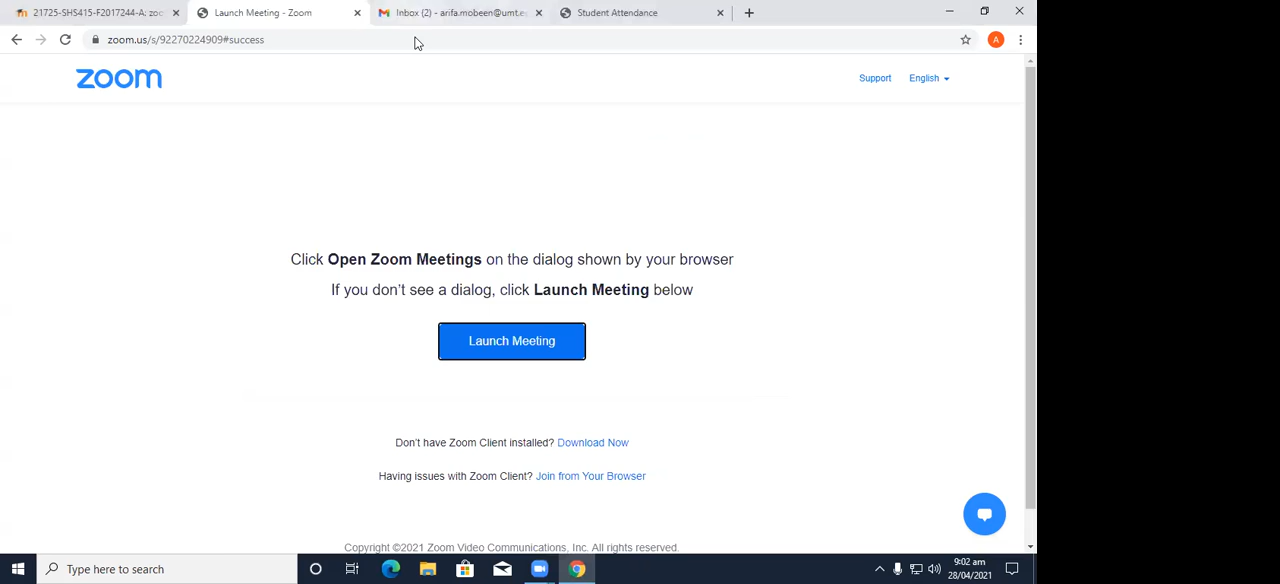 21725-SHS415-F2017244-A: zoo
Launch Meeting - Zoom
Inbox (2) - arifa.mobeen@umt.e
Student Attendance
zoom.us/s/92270224909#success
A
zoom
Support
English
Click Open Zoom Meetings on the dialog shown by your browser
If you don't see a dialog, click Launch Meeting below
Launch Meeting
Don't have Zoom Client installed? Download Now
Having issues with Zoom Client? Join from Your Browser
Copyright ©2021 Zoom Video Communications, Inc. All rights reserved.
Type here to search
9:02 am
28/04/2021